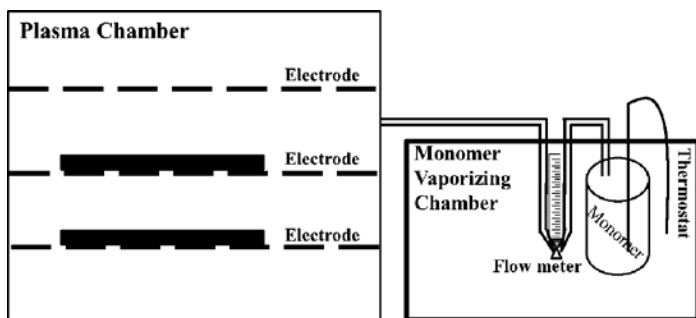 Plasma Chamber
Electrode
Electrode
Electrode
Monomer
Vaporizing
Chamber
Flow meter
Monomer
Thermostat